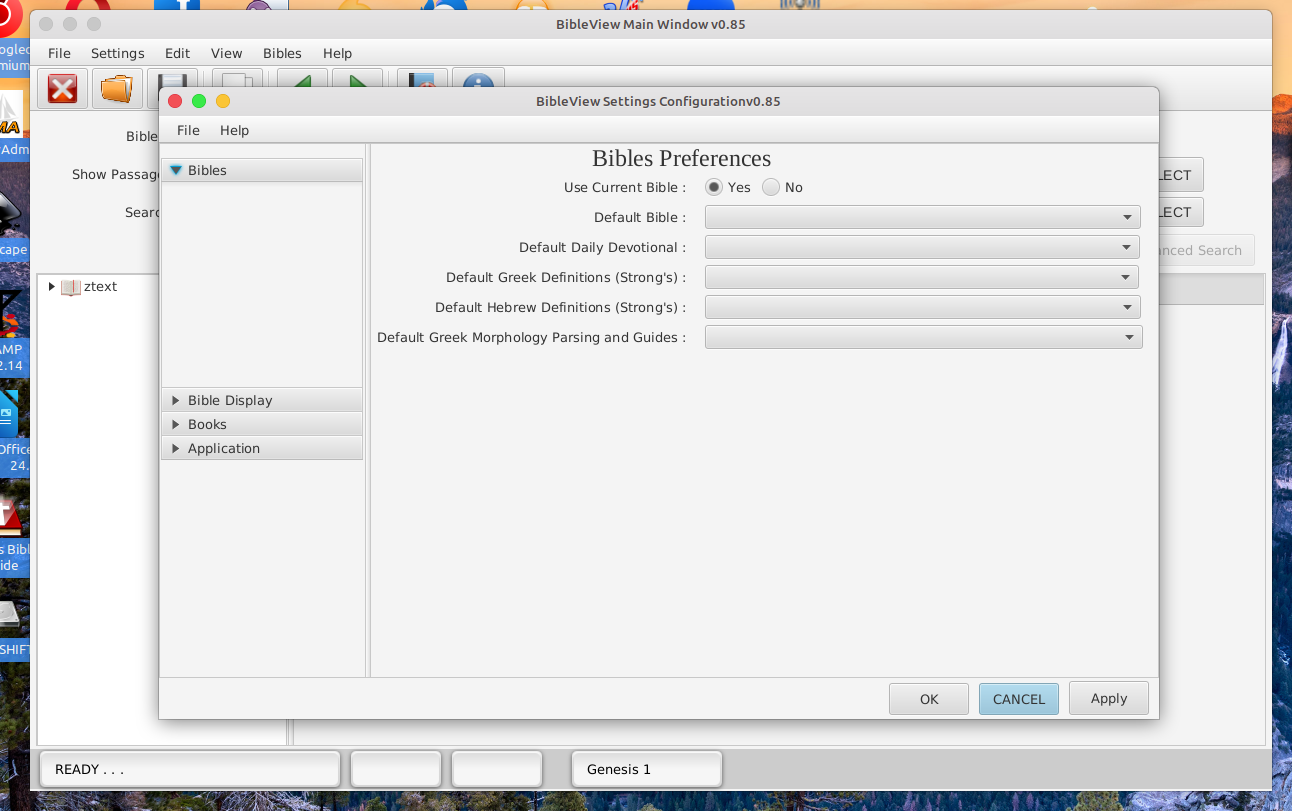 BibleView Main Window v0.85
File Settings Edit View Bibles Help
BibleView Settings Configurationv0.85
File Help
Bible
Show Passag
Searc
ztext
Bibles
Bible Display
Books
Application
Bibles Preferences
Use Current Bible : Yes No
Default Bible :
Default Daily Devotional :
Default Greek Definitions (Strong's) :
Default Hebrew Definitions (Strong's) :
Default Greek Morphology Parsing and Guides :
LECT
LECT
anced Search
OK CANCEL Apply
READY . . .
Genesis 1
ogled
mium
MA
Adm
cape
AMP
2.14
Office
24.
s Bibl
ide
SHIFT